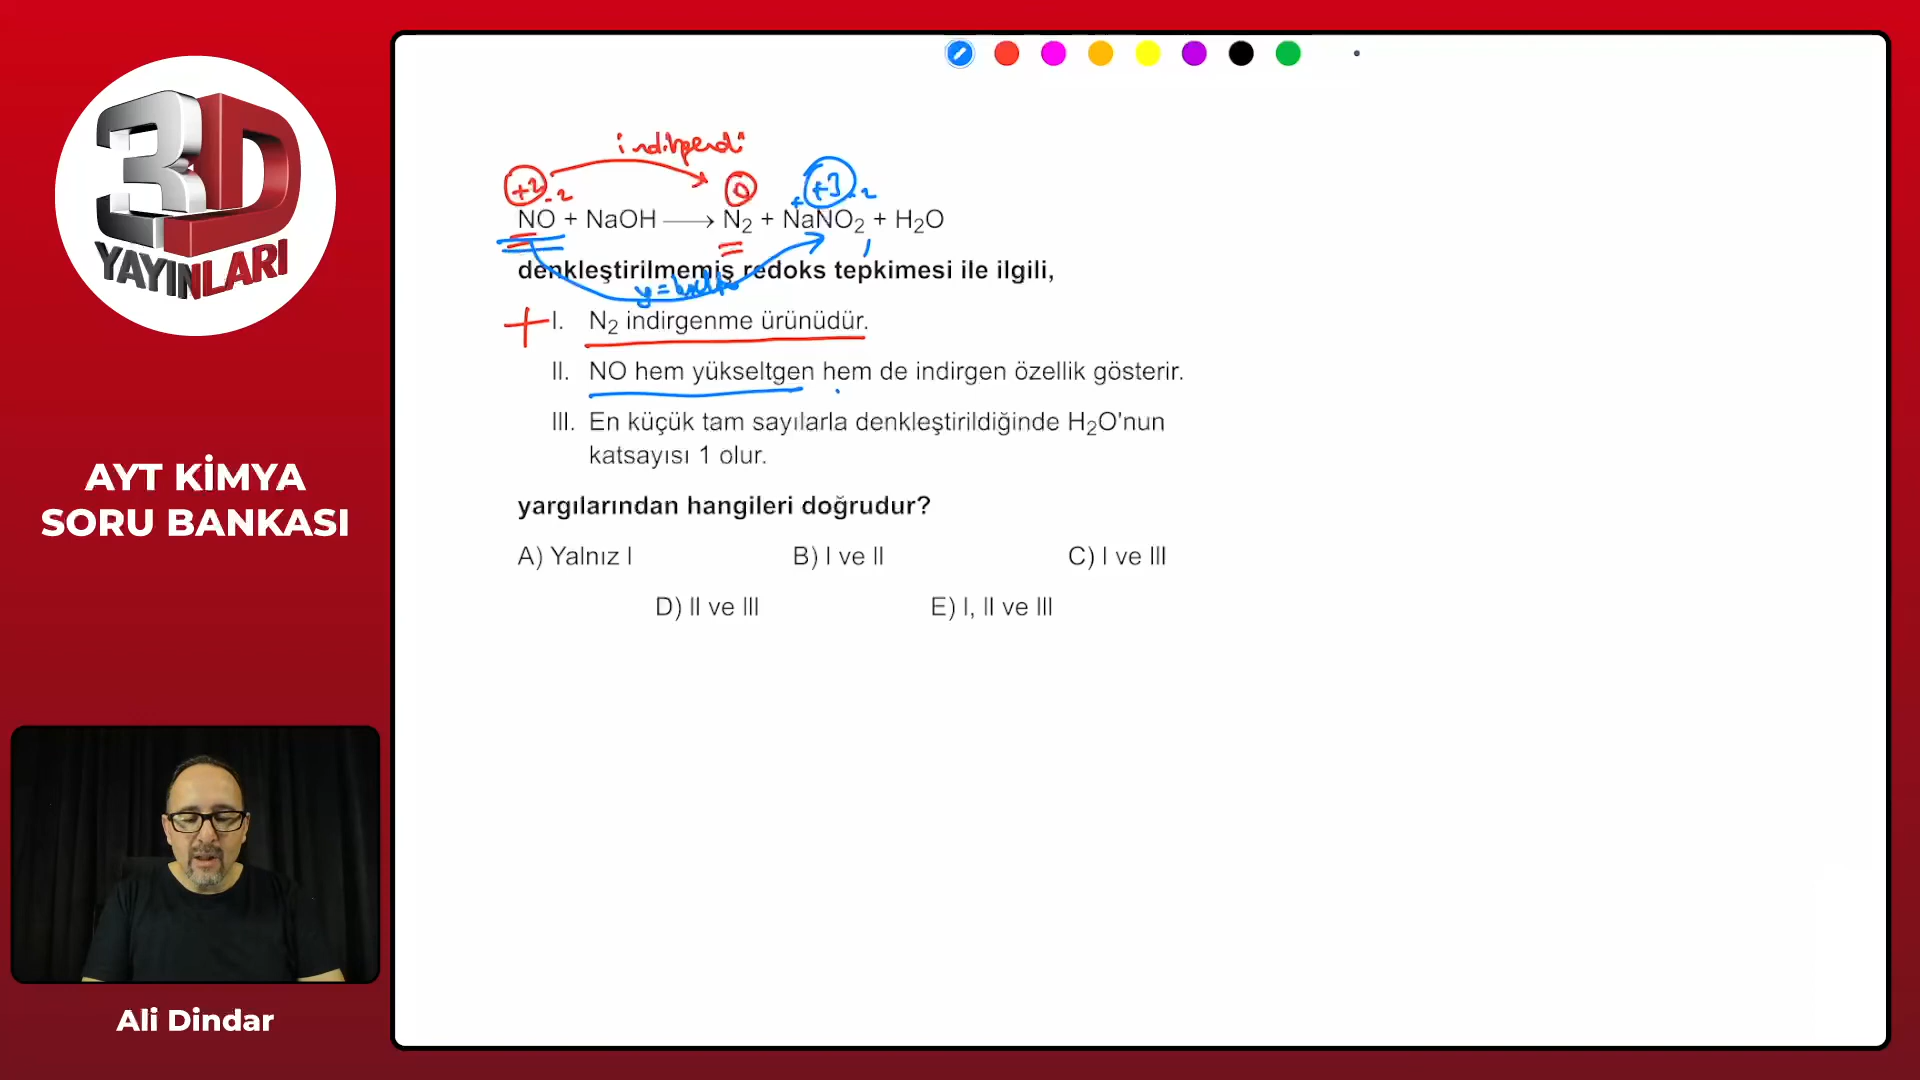 3D
YAYINLARI
AYT KİMYA
SORU BANKASI
Ali Dindar
indirgendi
+2 -2 0 + +3 -2
NO + NaOH ⟶ N₂ + NaNO₂ + H₂O
denkleştirilmemiş redoks tepkimesi ile ilgili,
I. N₂ indirgenme ürünüdür.
II. NO hem yükseltgen hem de indirgen özellik gösterir.
III. En küçük tam sayılarla denkleştirildiğinde H₂O'nun
katsayısı 1 olur.
yargılarından hangileri doğrudur?
A) Yalnız I B) I ve II C) I ve III
D) II ve III E) I, II ve III